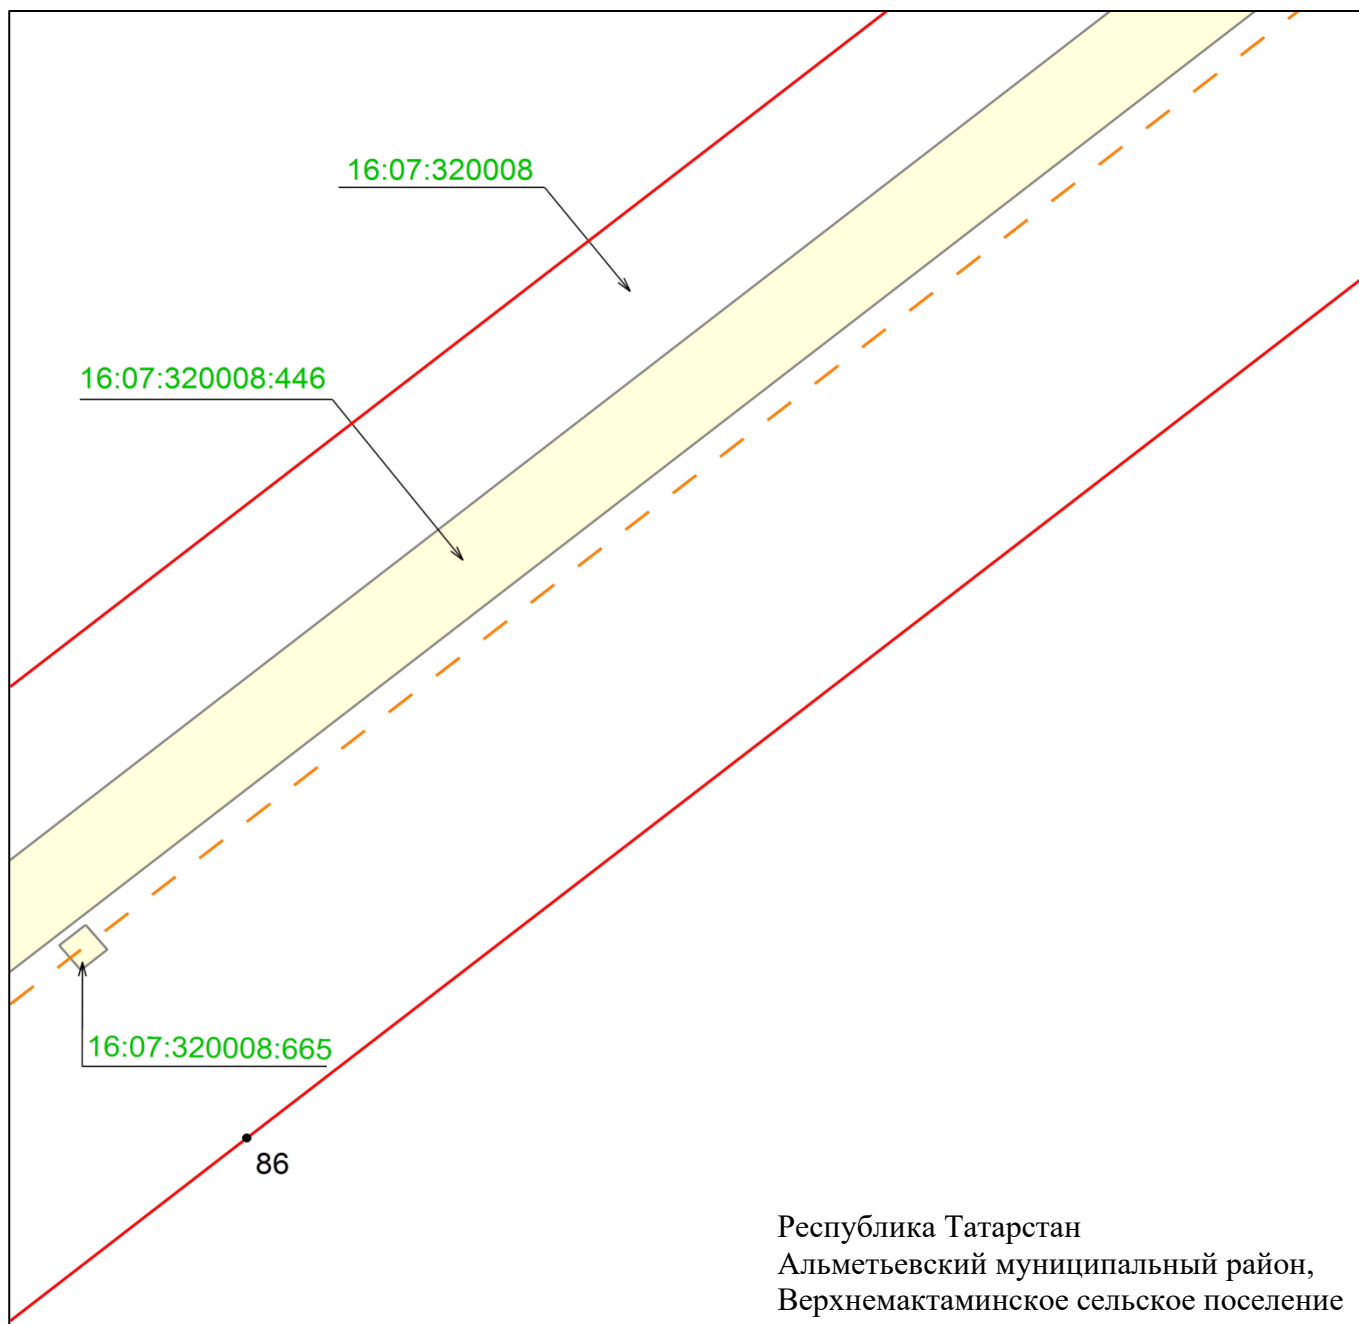 16:07:320008
16:07:320008:446
16:07:320008:665
86
Республика Татарстан
Альметьевский муниципальный район,
Верхнемактаминское сельское поселение